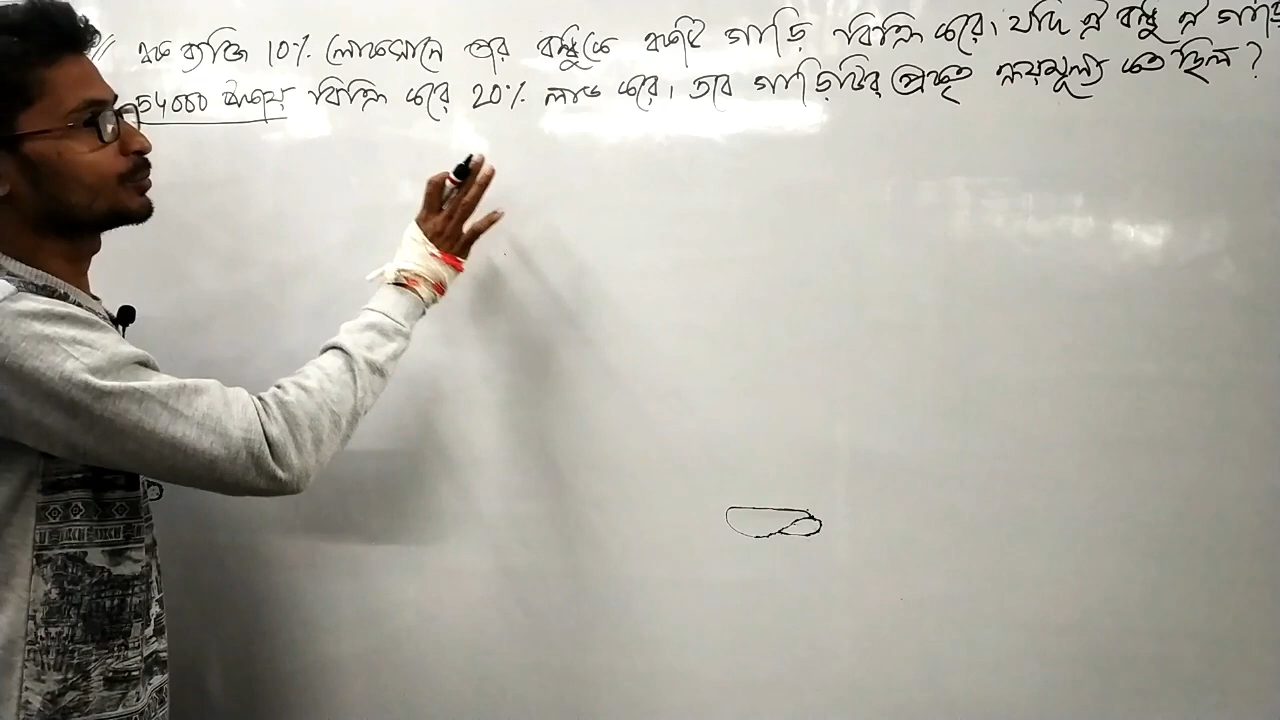 // এক ব্যক্তি 10% লোকসানে তার বন্ধুকে একটি গাড়ি বিক্রি করে। যদি ঐ বন্ধু ঐ গাড়ি
54000 টাকায় বিক্রি করে 20% লাভ করে, তবে গাড়িটির প্রকৃত ক্রয়মূল্য কত ছিল ?